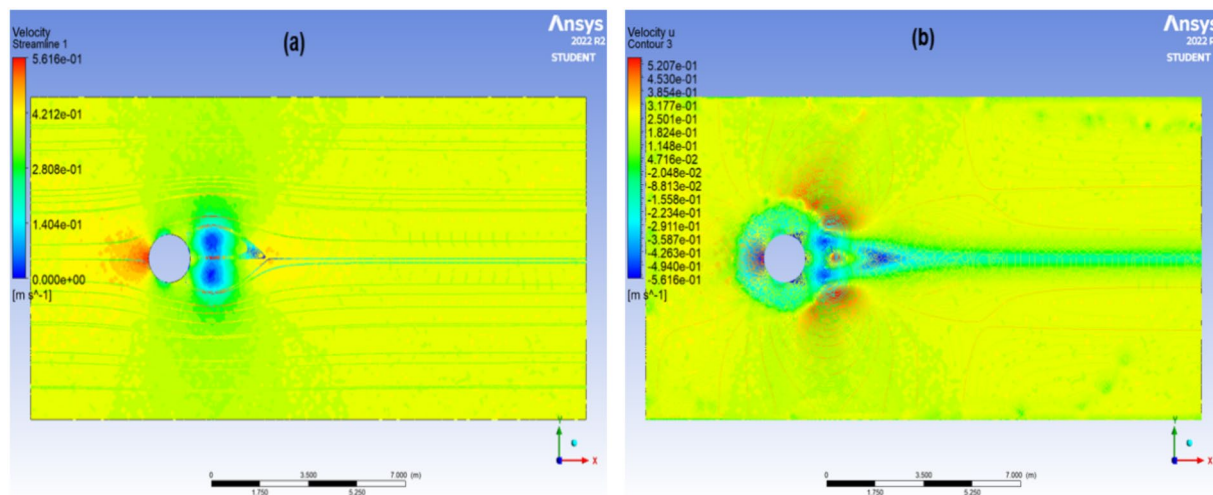 Velocity
Streamline 1
5.616e-01
4.212e-01
2.808e-01
1.404e-01
0.000e+00
[m s^-1]
(a)
Ansys
2022 R2
STUDENT
Y
X
0 3.500 7.000 (m)
1.750 5.250
Velocity u
Contour 3
5.207e-01
4.530e-01
3.854e-01
3.177e-01
2.501e-01
1.824e-01
1.148e-01
4.716e-02
-2.048e-02
-8.813e-02
-1.558e-01
-2.234e-01
-2.911e-01
-3.587e-01
-4.263e-01
-4.940e-01
-5.616e-01
[m s^-1]
(b)
Ansys
2022 R2
STUDENT
Y
X
0 3.500 7.000 (m)
1.750 5.250